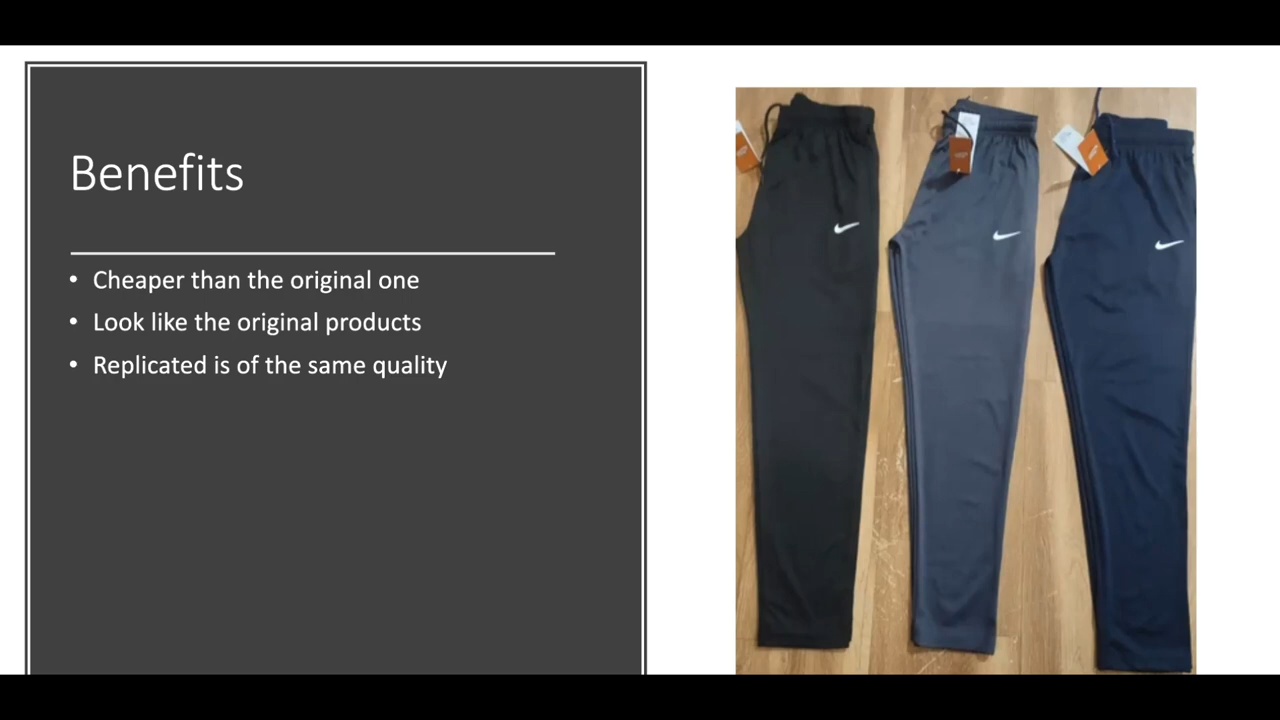 Benefits
• Cheaper than the original one
• Look like the original products
• Replicated is of the same quality